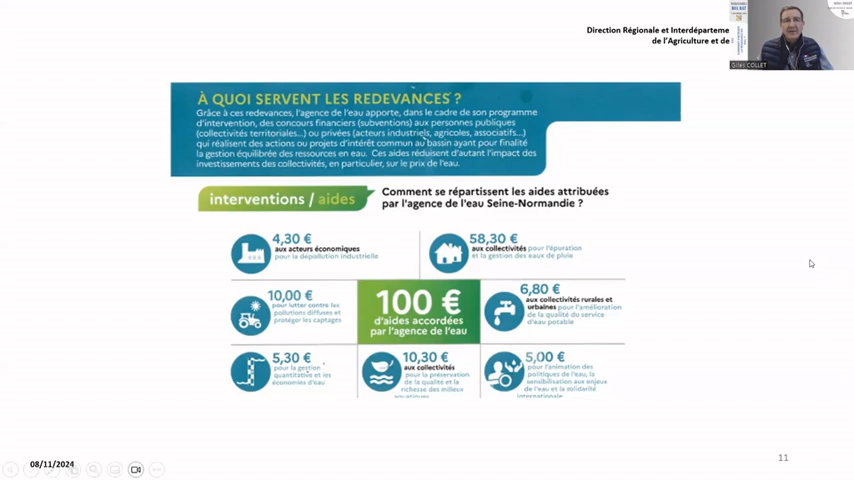 Direction Régionale et Interdéparteme
de l'Agriculture et de
Gilles COLLET
À QUOI SERVENT LES REDEVANCES ?
Grâce à ces redevances, l'agence de l'eau apporte, dans le cadre de son programme
d'intervention, des concours financiers (subventions) aux personnes publiques
(collectivités territoriales...) ou privées (acteurs industriels, agricoles, associatifs...)
qui réalisent des actions ou projets d'intérêt commun au bassin ayant pour finalité
la gestion équilibrée des ressources en eau. Ces aides réduisent d'autant l'impact des
investissements des collectivités, en particulier, sur le prix de l'eau.
interventions / aides
Comment se répartissent les aides attribuées
par l'agence de l'eau Seine-Normandie ?
4,30 €
aux acteurs économiques
pour la dépollution industrielle
58,30 €
aux collectivités pour l'épuration
et la gestion des eaux de pluie
10,00 €
pour lutter contre les
pollutions diffuses et
protéger les captages
100 €
d'aides accordées
par l'agence de l'eau
6,80 €
aux collectivités rurales et
urbaines pour l'amélioration
de la qualité du service
d'eau potable
5,30 €
pour la gestion
quantitative et les
économies d'eau
10,30 €
aux collectivités
pour la préservation
de la qualité et la
richesse des milieux
aquatiques
5,00 €
pour l'animation des
politiques de l'eau, la
sensibilisation aux enjeux
de l'eau et la solidarité
internationale
08/11/2024
11